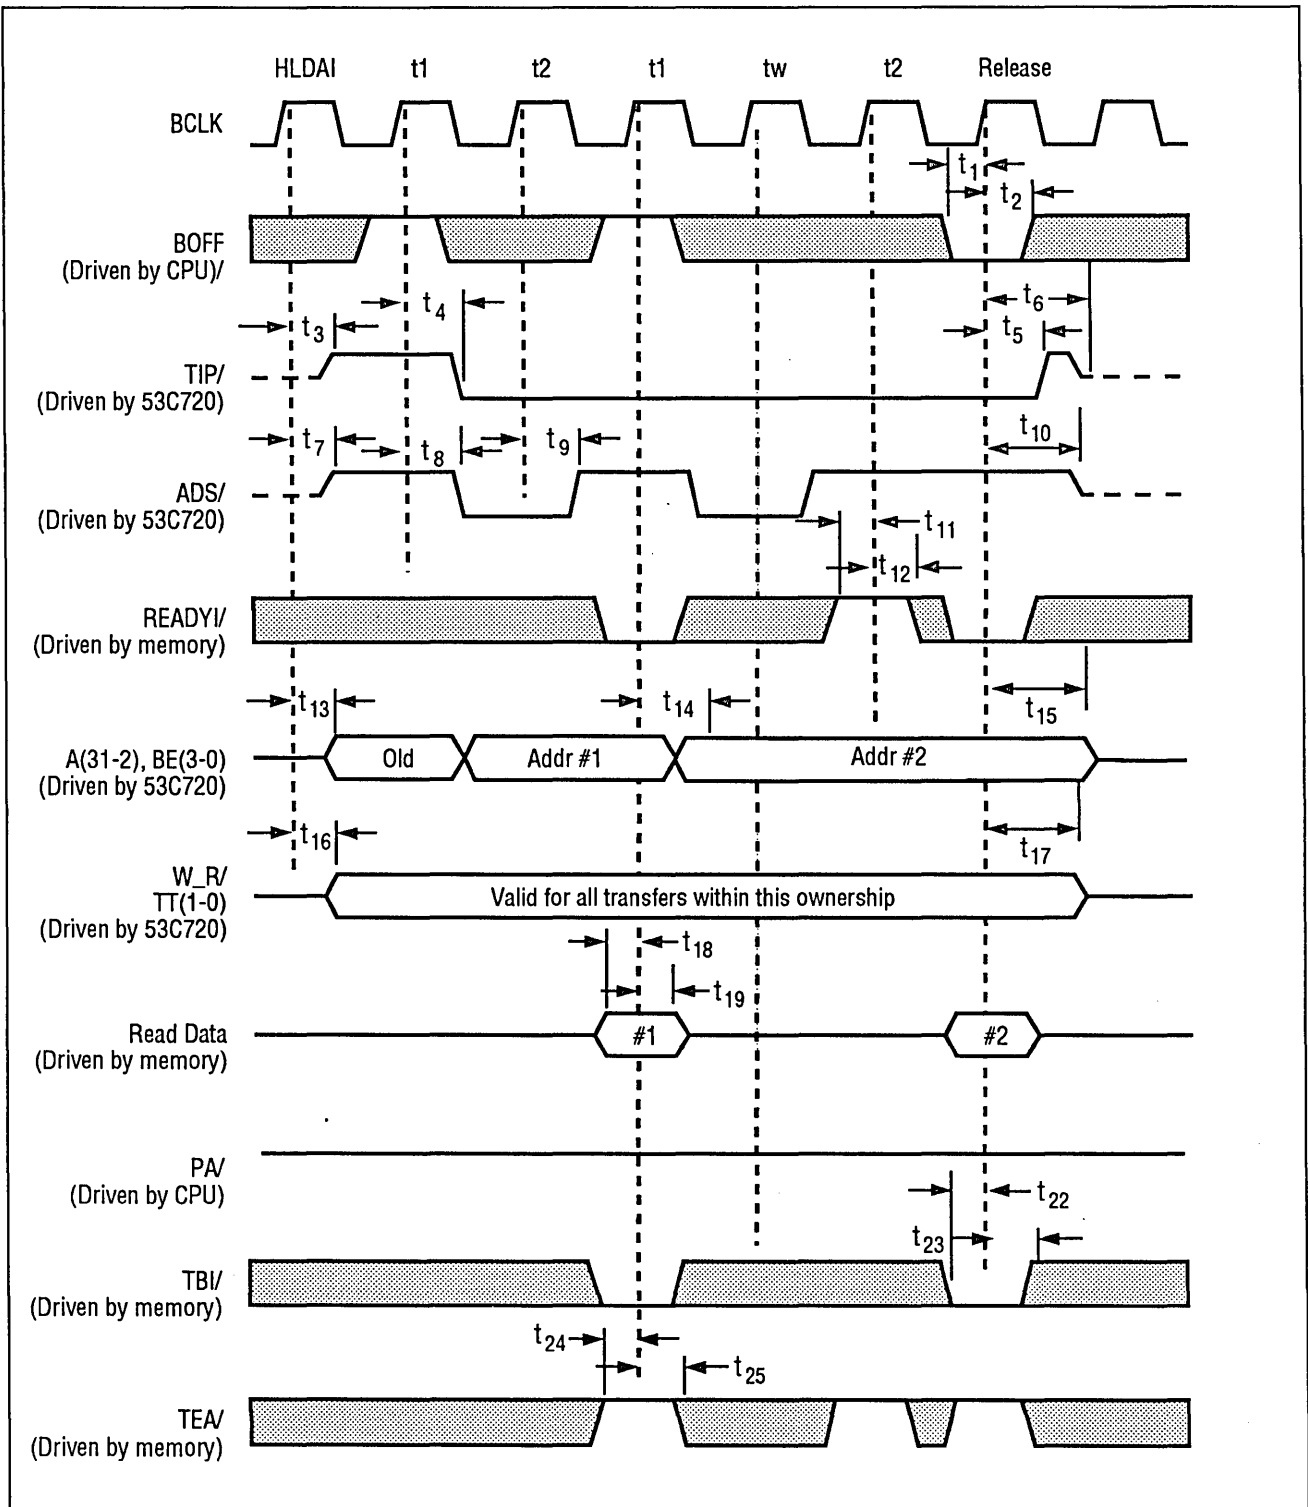 HLDAI t1 t2 t1 tw t2 Release
BCLK
t1
t2
BOFF
(Driven by CPU)/
t6
t4
t3
t5
TIP/
(Driven by 53C720)
t10
t7 t8 t9
ADS/
(Driven by 53C720)
t11
t12
READYI/
(Driven by memory)
t13 t14 t15
A(31-2), BE(3-0) Old Addr #1 Addr #2
(Driven by 53C720)
t16 t17
W_R/
TT(1-0) Valid for all transfers within this ownership
(Driven by 53C720)
t18
t19
Read Data #1 #2
(Driven by memory)
PA/
(Driven by CPU)
t22
t23
TBI/
(Driven by memory)
t24
t25
TEA/
(Driven by memory)